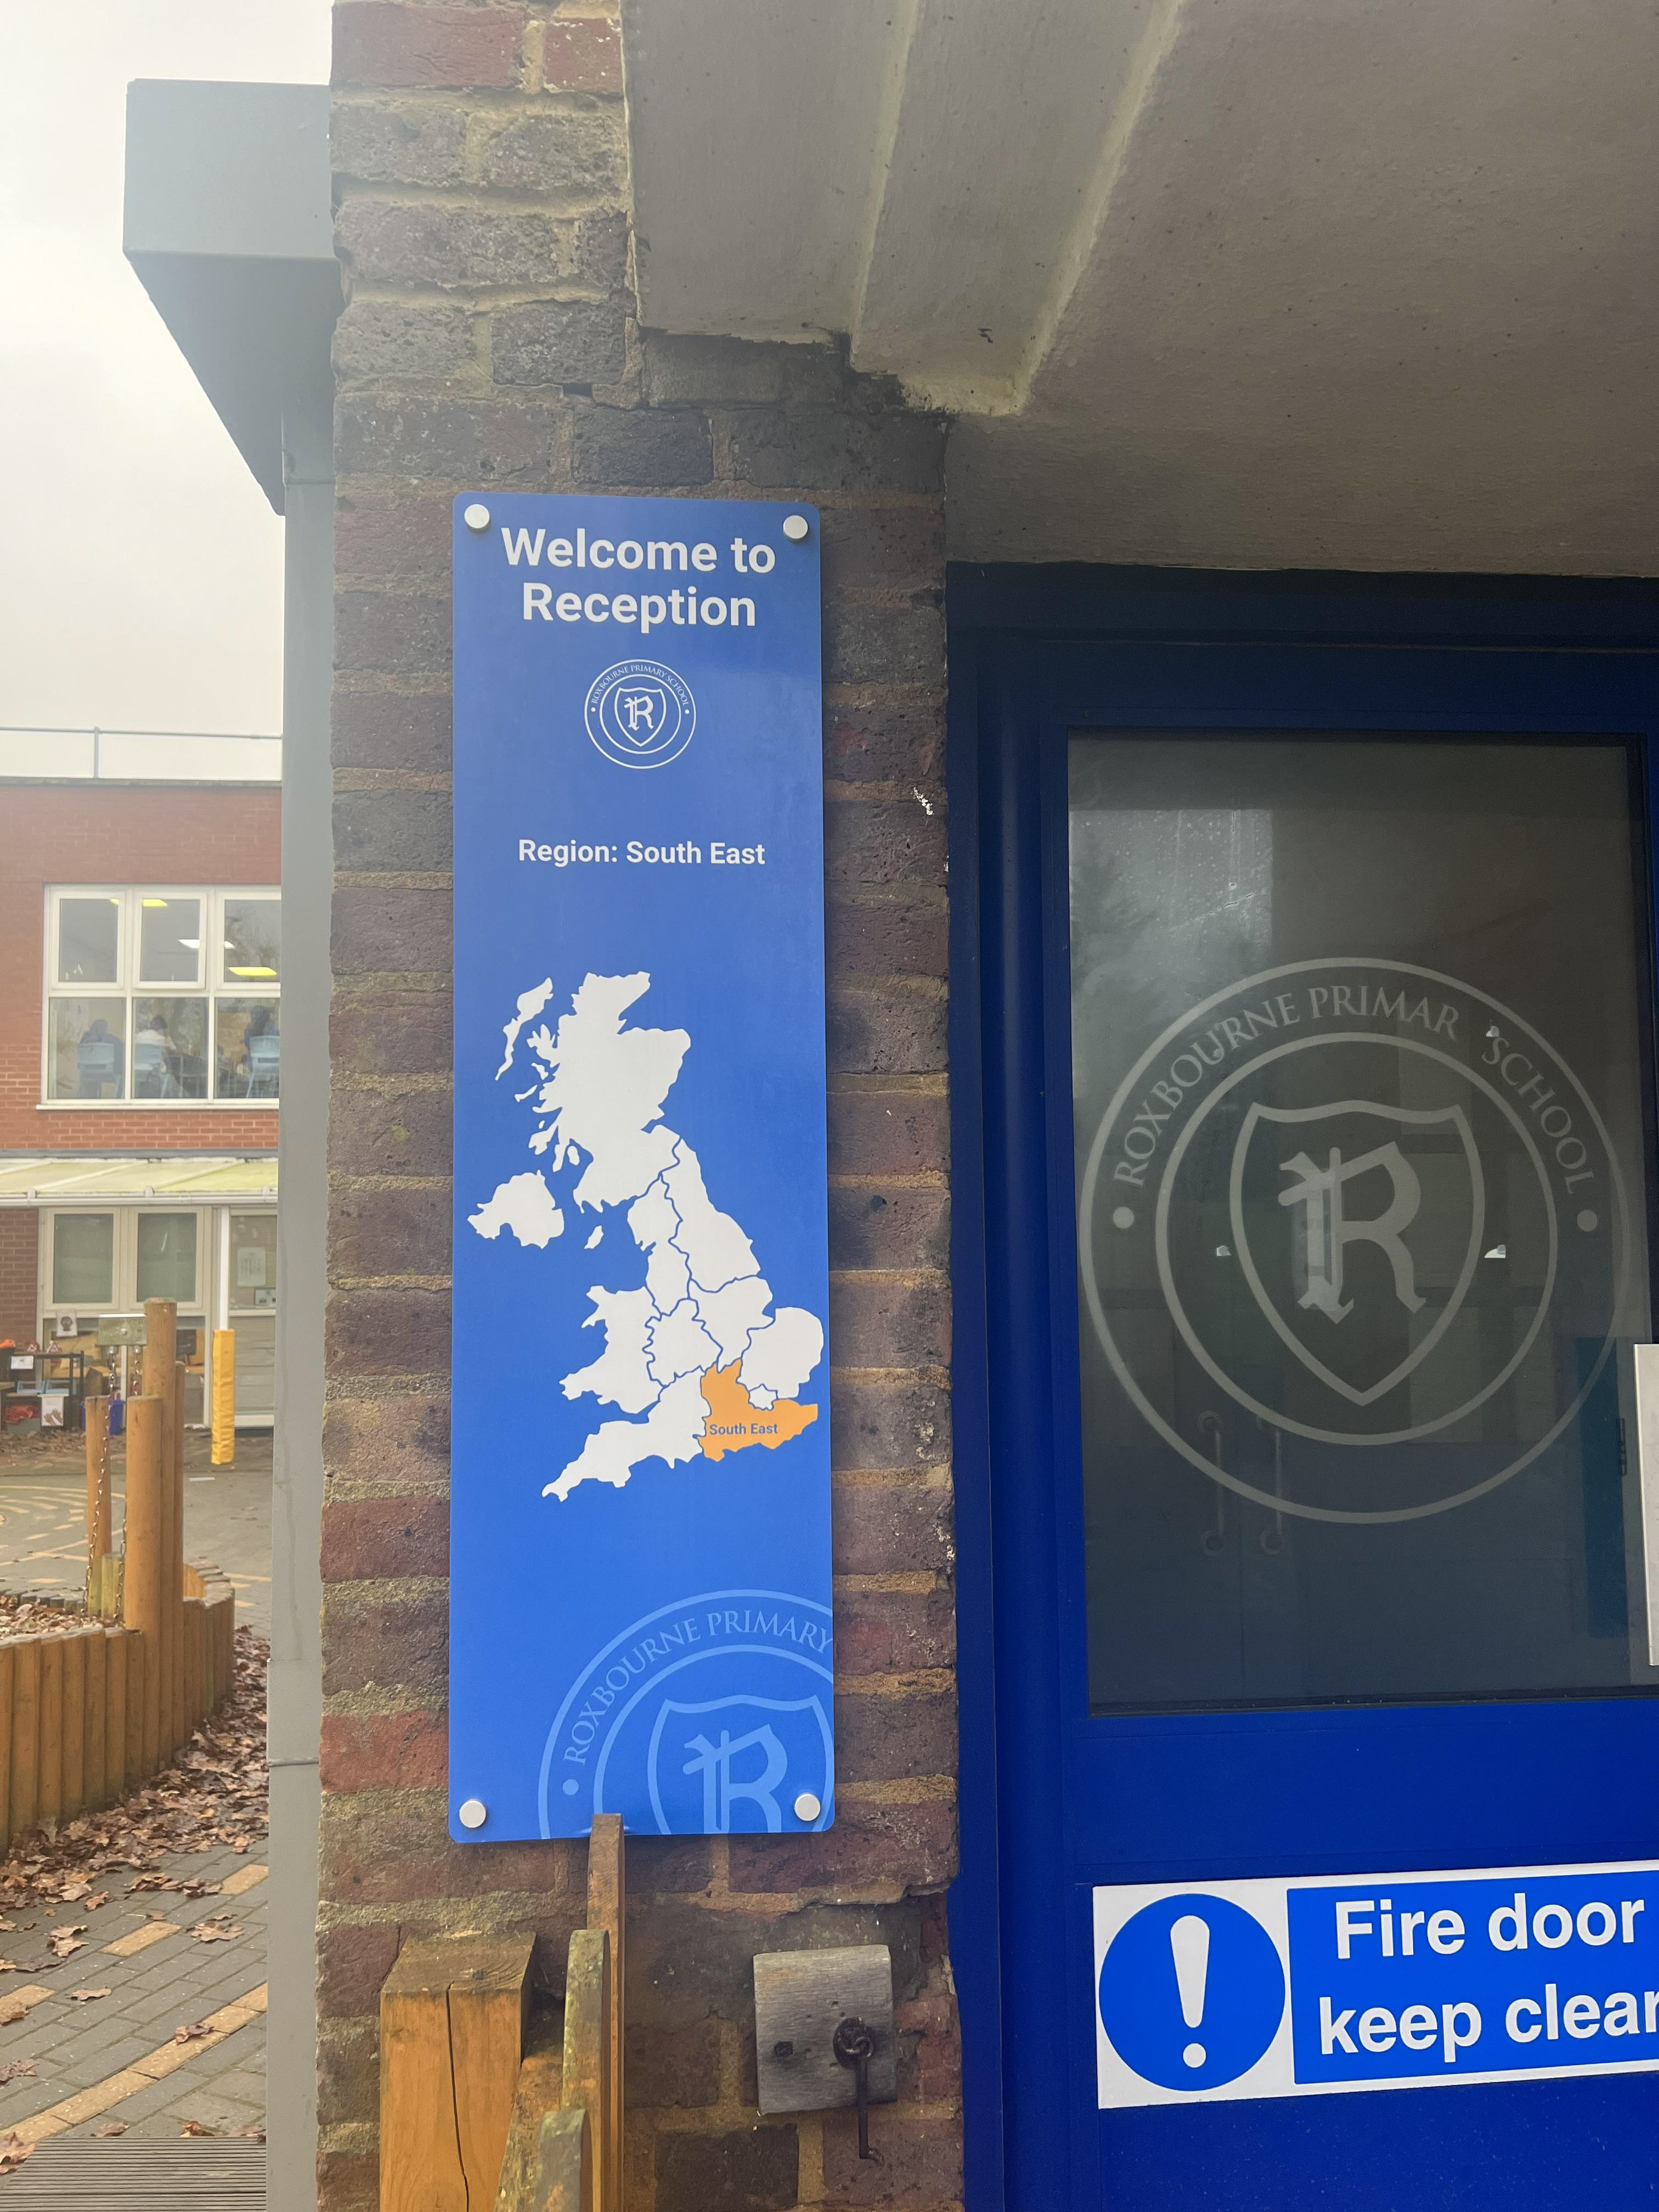 Welcome to
Reception
ROXBOURNE PRIMARY SCHOOL
R
Region: South East
South East
ROXBOURNE PRIMARY
R
ROXBOURNE PRIMAR SCHOOL
R
Fire door
keep clear